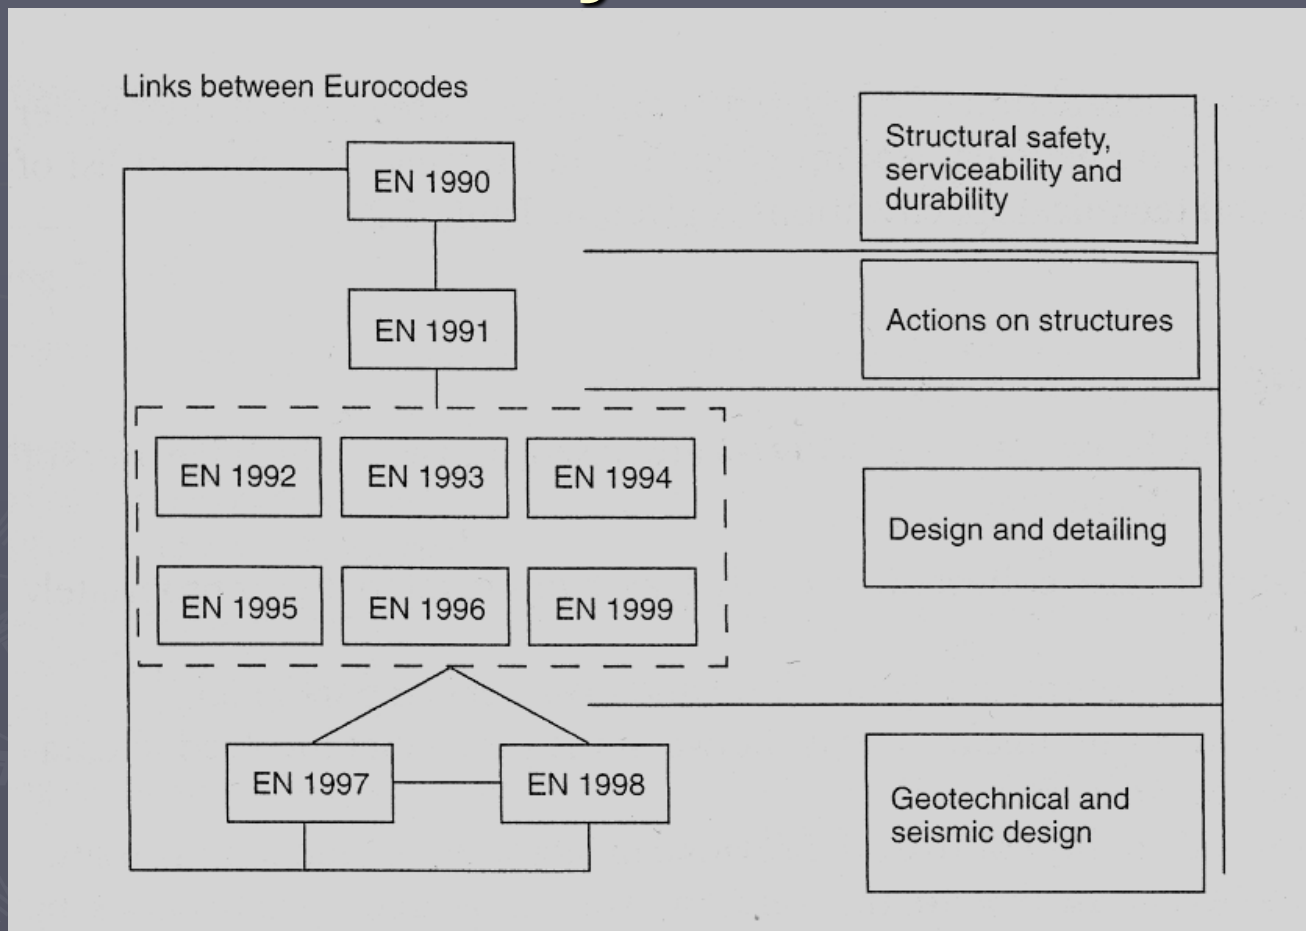 Links between Eurocodes
EN 1990
Structural safety,
serviceability and
durability
EN 1991
Actions on structures
EN 1992
EN 1993
EN 1994
Design and detailing
EN 1995
EN 1996
EN 1999
EN 1997
EN 1998
Geotechnical and
seismic design